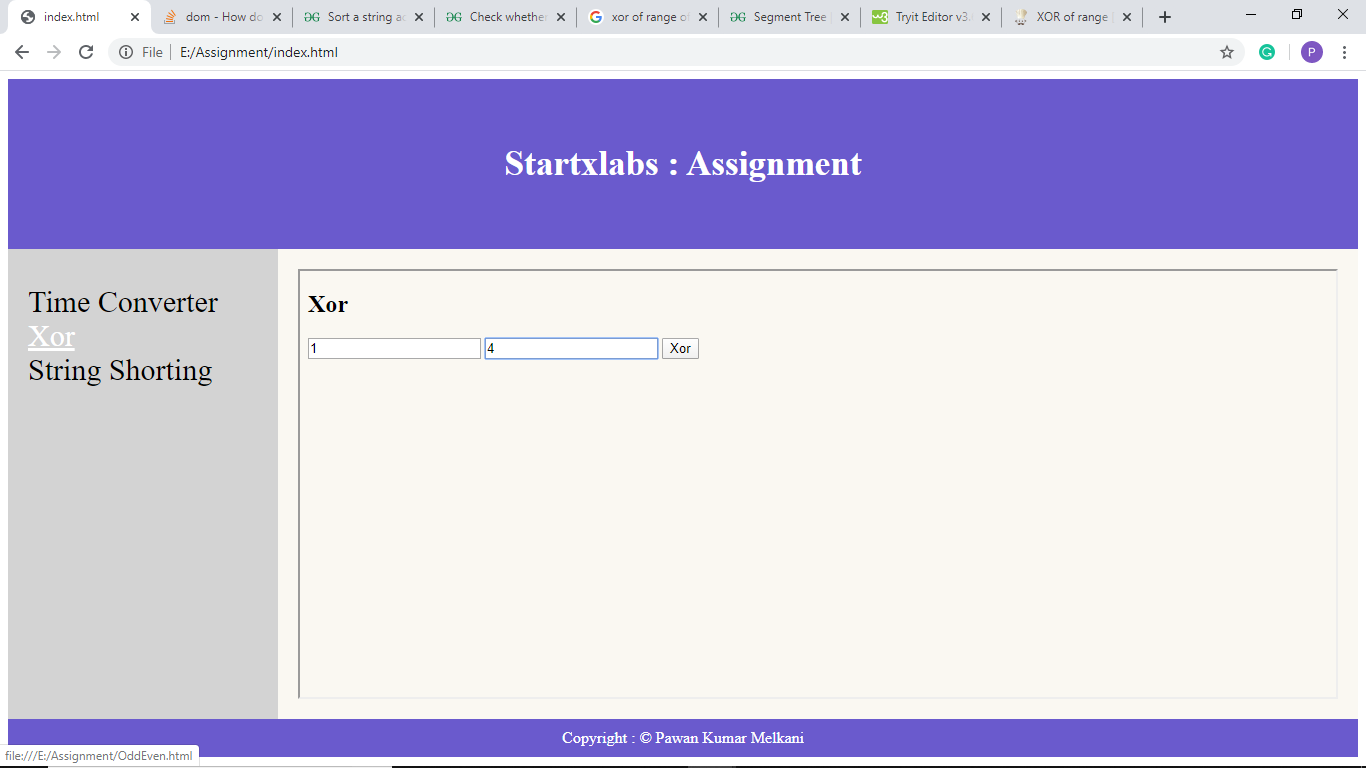 index.html
dom - How do
Sort a string ac
Check whether
xor of range of
Segment Tree |
Tryit Editor v3.
XOR of range
File
E:/Assignment/index.html
P
Startxlabs : Assignment
Time Converter
Xor
String Shorting
Xor
1
4
Xor
Copyright : © Pawan Kumar Melkani
file:///E:/Assignment/OddEven.html